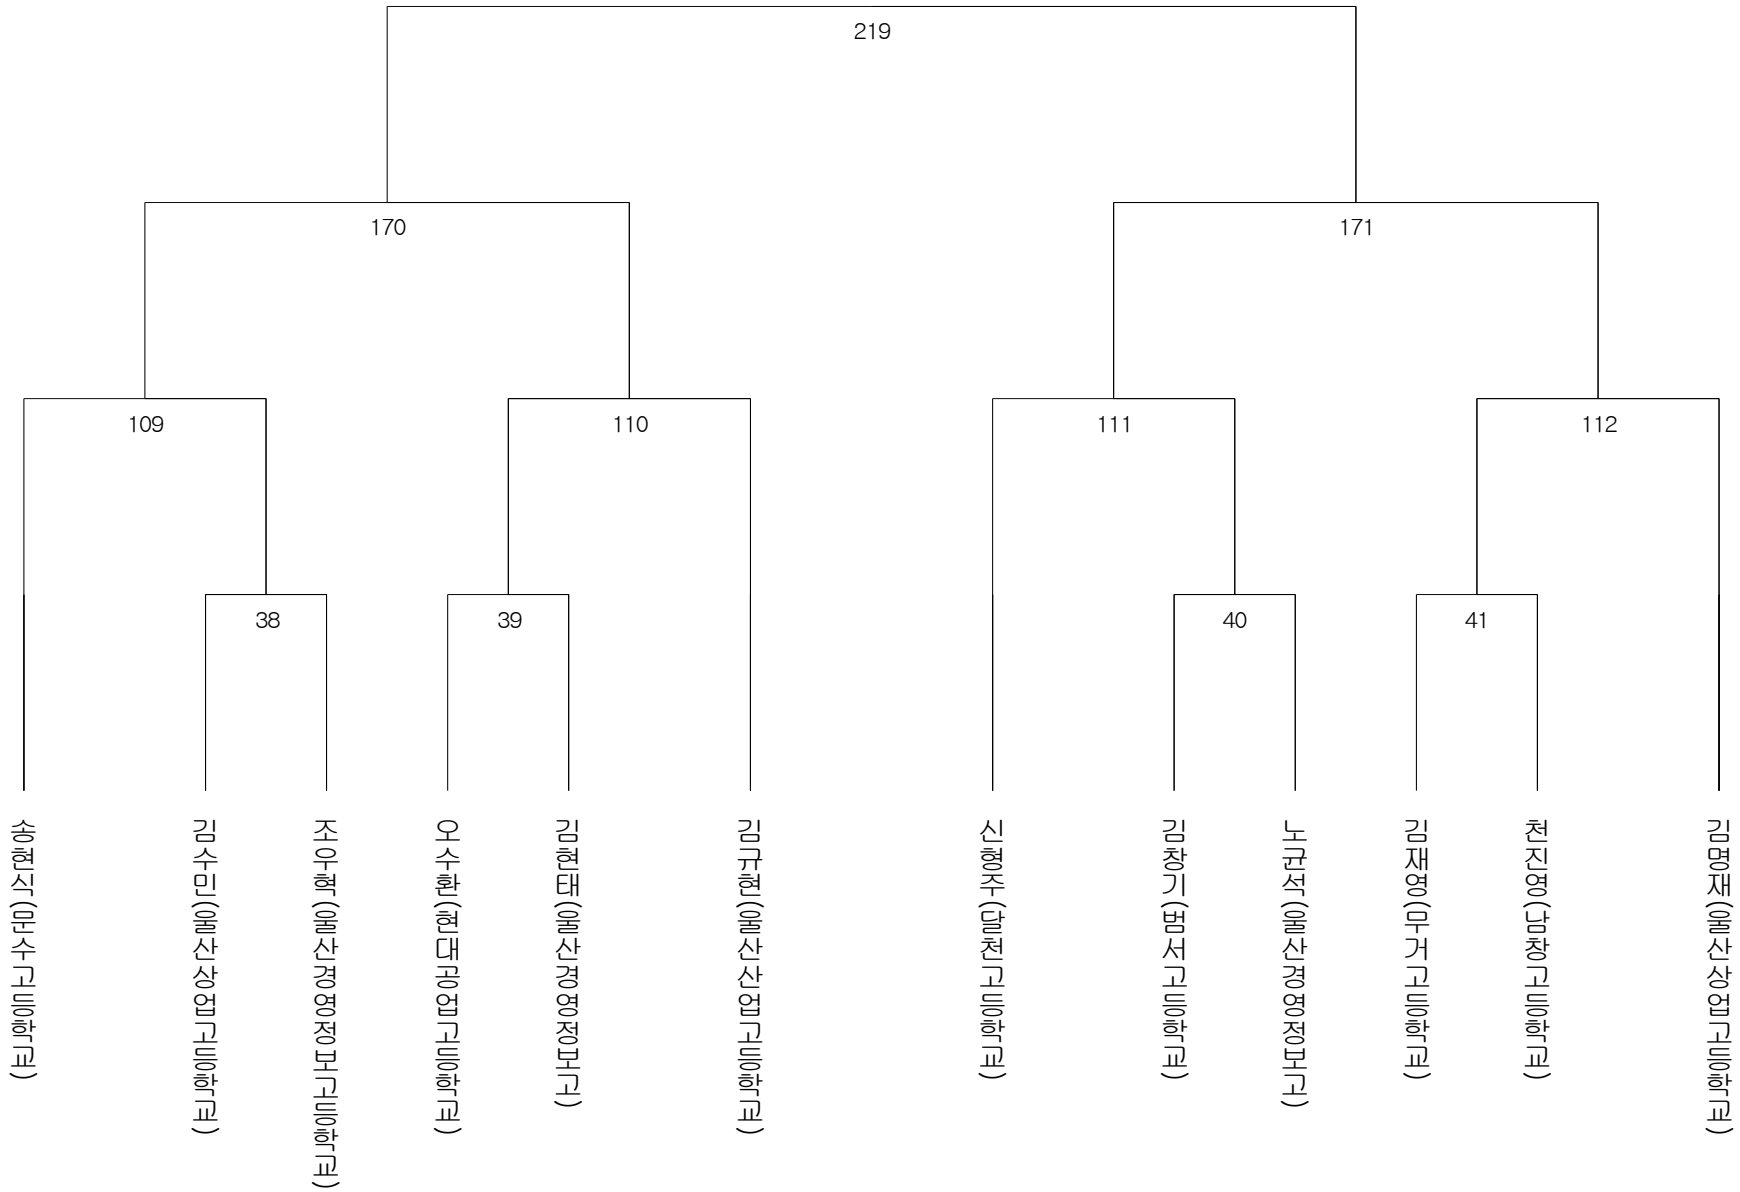 219
170
171
109
110
111
112
38
39
40
41
송현식(문수고등학교)
김수민(울산상업고등학교)
조우혁(울산경영정보고등학교)
오수환(현대공업고등학교)
김현태(울산경영정보고)
김규현(울산산업고등학교)
신형주(달천고등학교)
김창기(범서고등학교)
노균석(울산경영정보고)
김재영(무거고등학교)
천진영(남창고등학교)
김명재(울산상업고등학교)